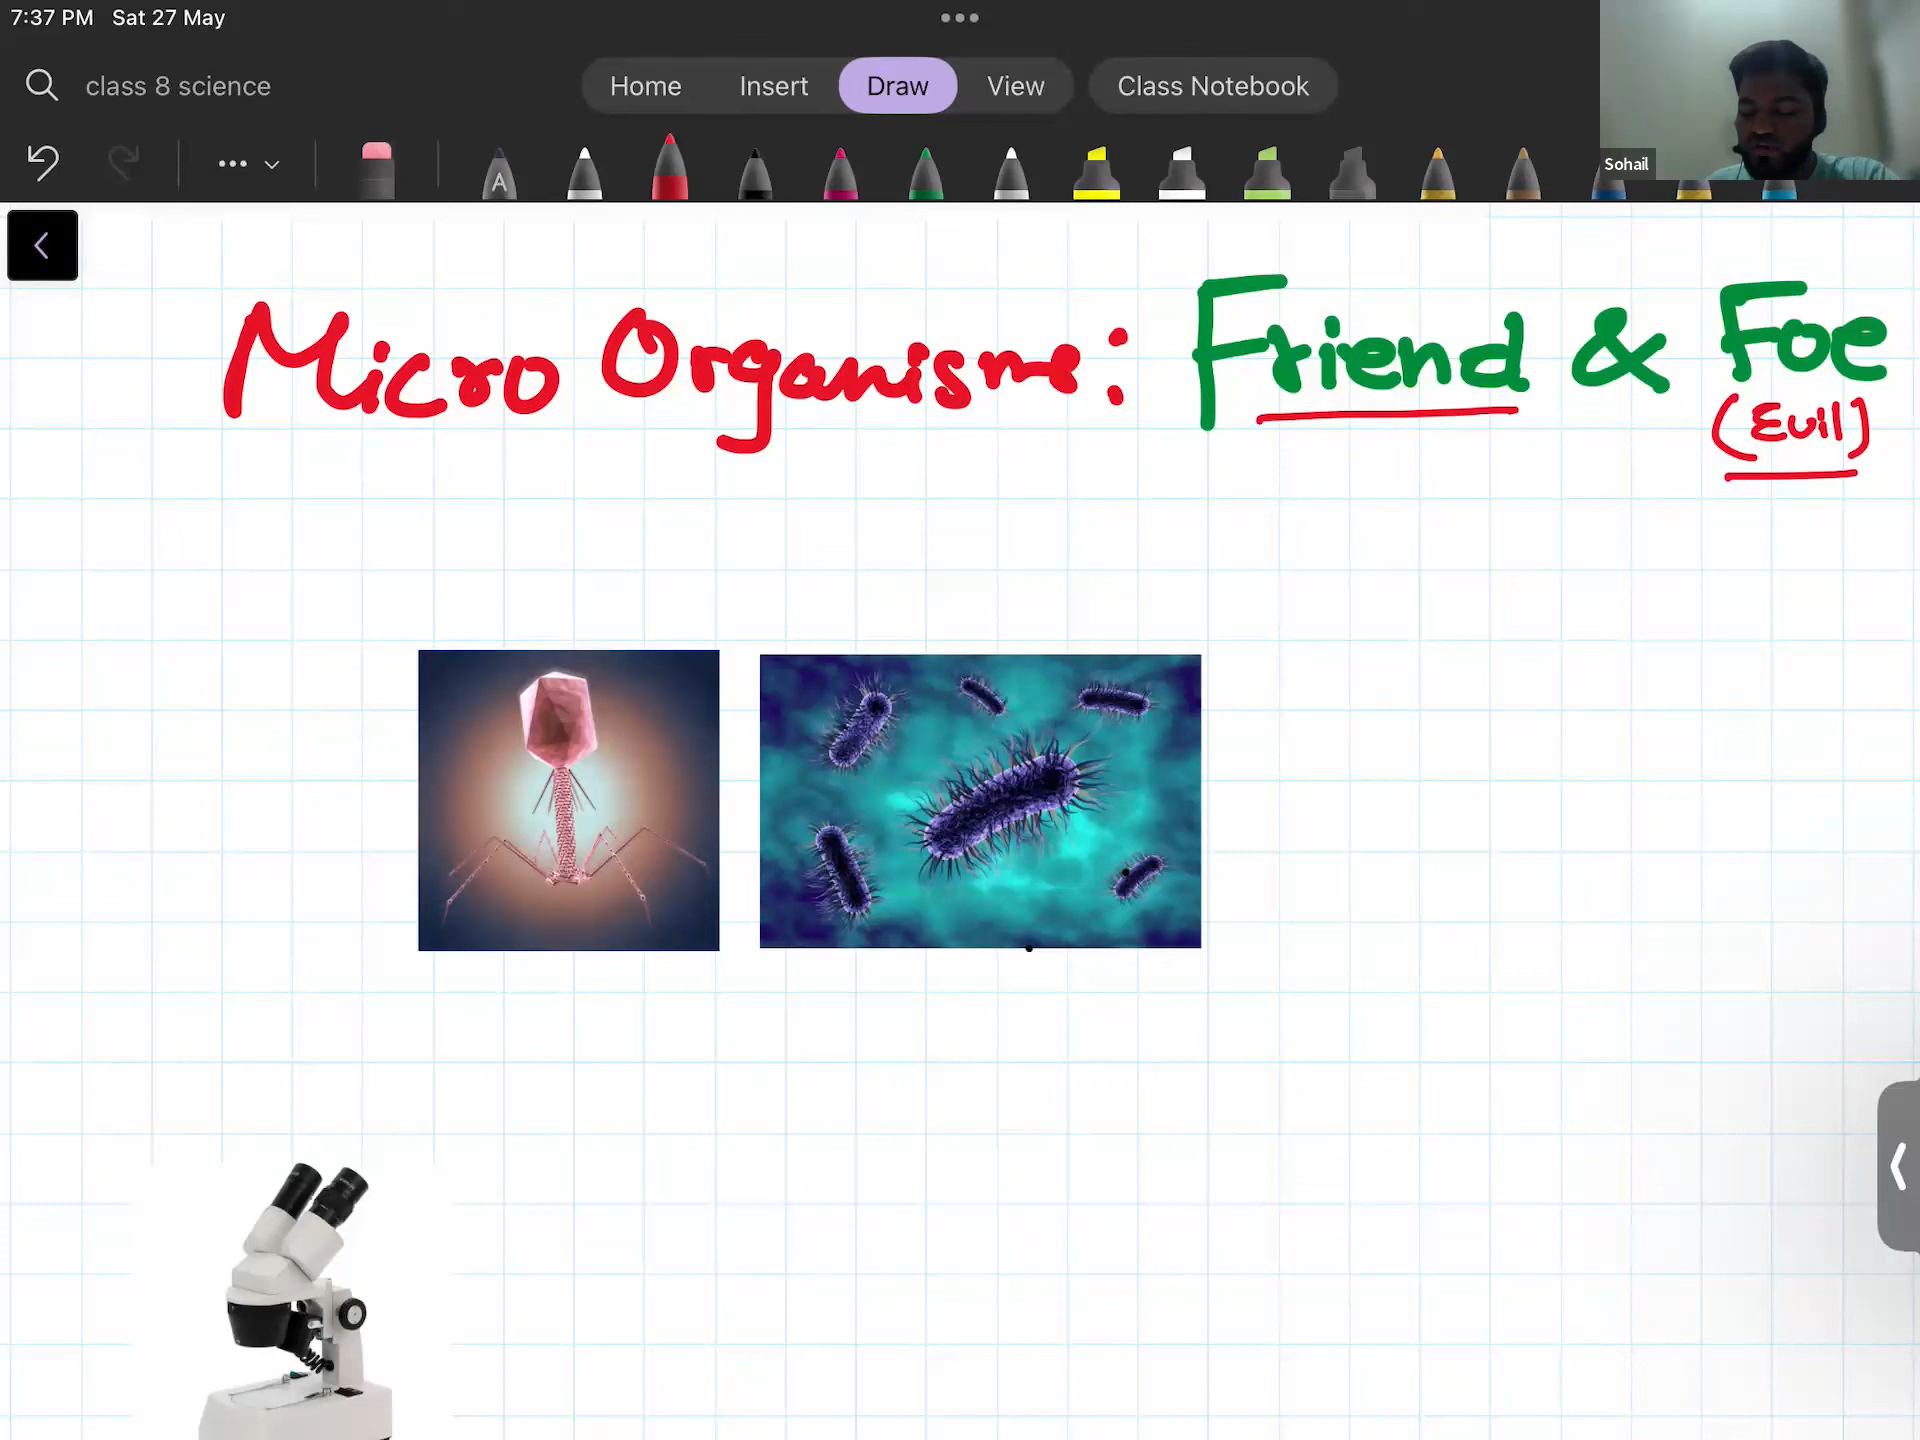 7:37 PM Sat 27 May
class 8 science
Home Insert Draw View Class Notebook
A
Sohail
Micro Organisms: Friend & Foe
(Evil)